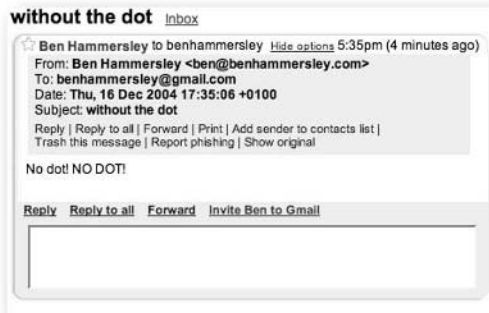 without the dot Inbox
Ben Hammersley to benhammersley Hide options 5:35pm (4 minutes ago)
From: Ben Hammersley <ben@benhammersley.com>
To: benhammersley@gmail.com
Date: Thu, 16 Dec 2004 17:35:06 +0100
Subject: without the dot
Reply | Reply to all | Forward | Print | Add sender to contacts list |
Trash this message | Report phishing | Show original
No dot! NO DOT!
Reply Reply to all Forward Invite Ben to Gmail